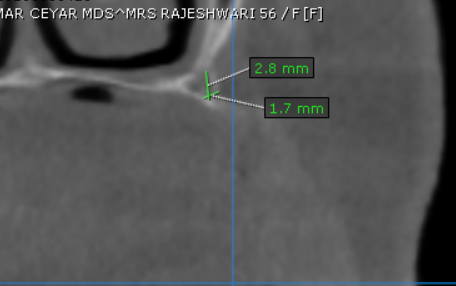 MAR CEYAR MDS^MRS RAJESHWARI 56 / F [F]
2.8 mm
1.7 mm